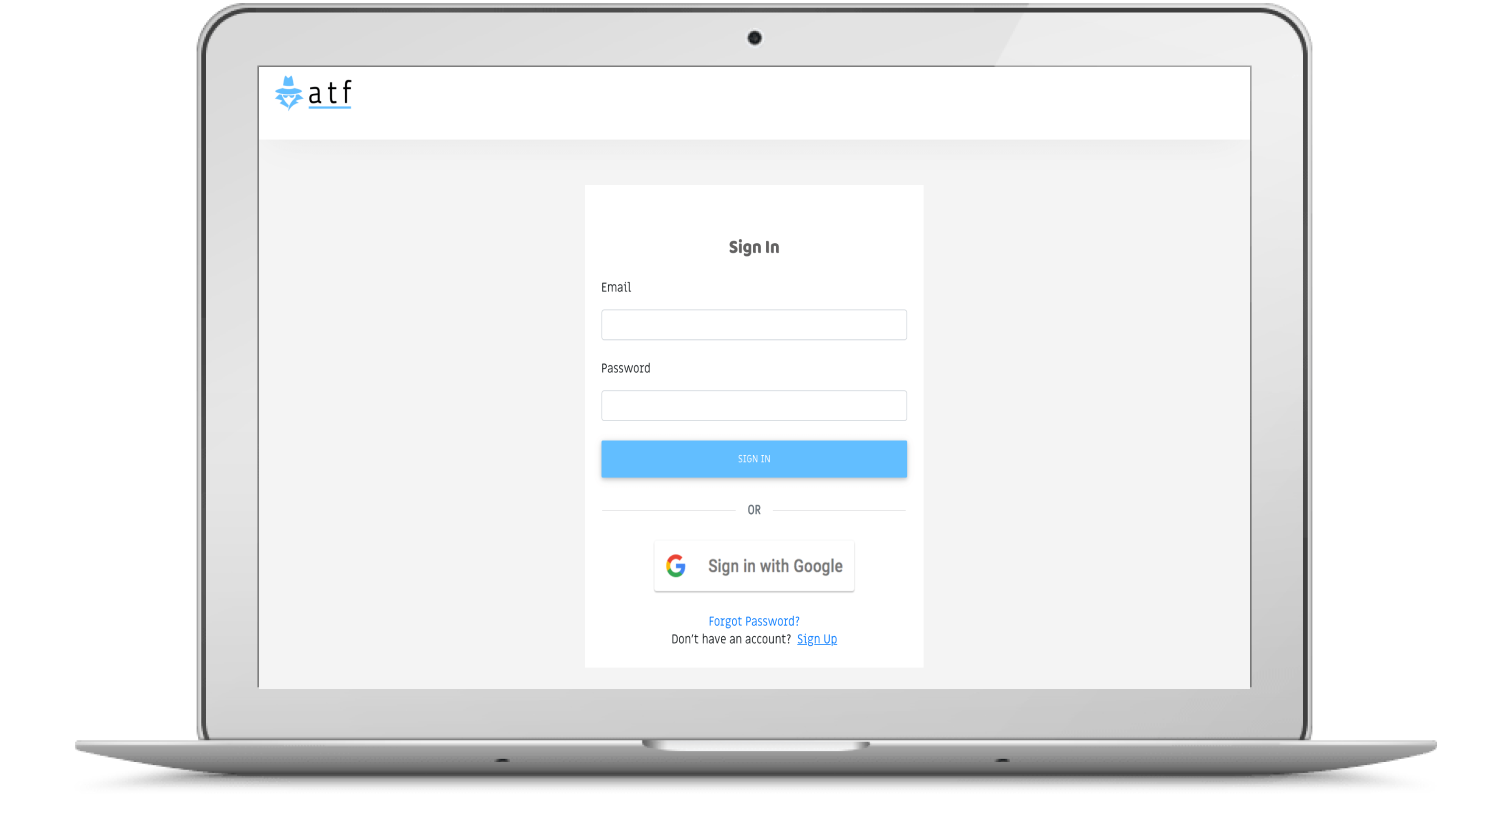 atf
Sign In
Email
Password
SIGN IN
OR
Sign in with Google
Forgot Password?
Don't have an account? Sign Up